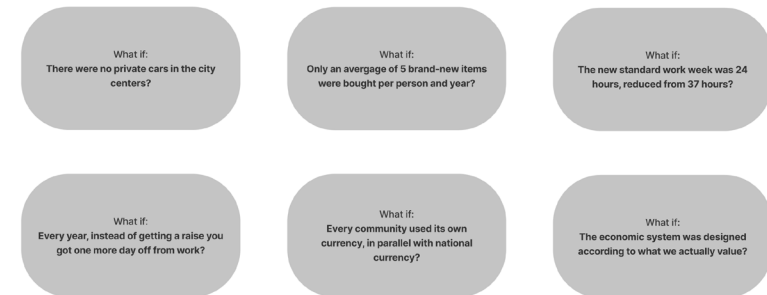 What if:
There were no private cars in the city
centers?
What if:
Only an avergage of 5 brand-new items
were bought per person and year?
What if:
The new standard work week was 24
hours, reduced from 37 hours?
What if:
Every year, instead of getting a raise you
got one more day off from work?
What if:
Every community used its own
currency, in parallel with national
currency?
What if:
The economic system was designed
according to what we actually value?